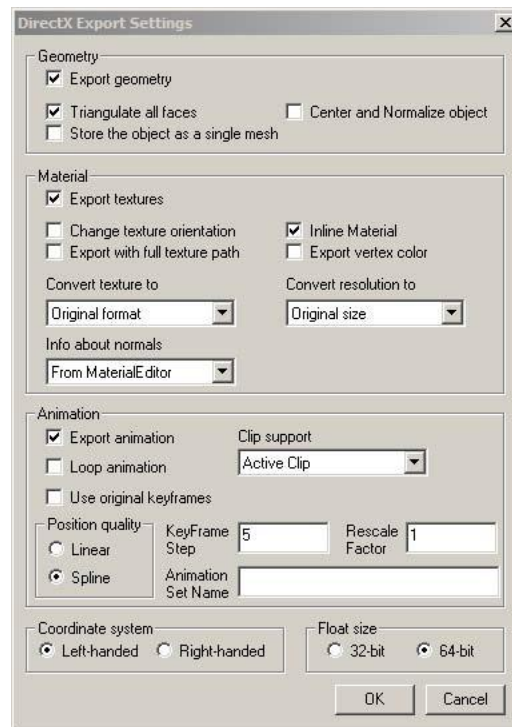 DirectX Export Settings
Geometry
Export geometry
Triangulate all faces
Center and Normalize object
Store the object as a single mesh
Material
Export textures
Change texture orientation
Inline Material
Export with full texture path
Export vertex color
Convert texture to
Convert resolution to
Original format
Original size
Info about normals
From MaterialEditor
Animation
Export animation
Clip support
Loop animation
Active Clip
Use original keyframes
Position quality
KeyFrame Step
5
Rescale Factor
1
Linear
Spline
Animation Set Name
Coordinate system
Float size
Left-handed
Right-handed
32-bit
64-bit
OK
Cancel